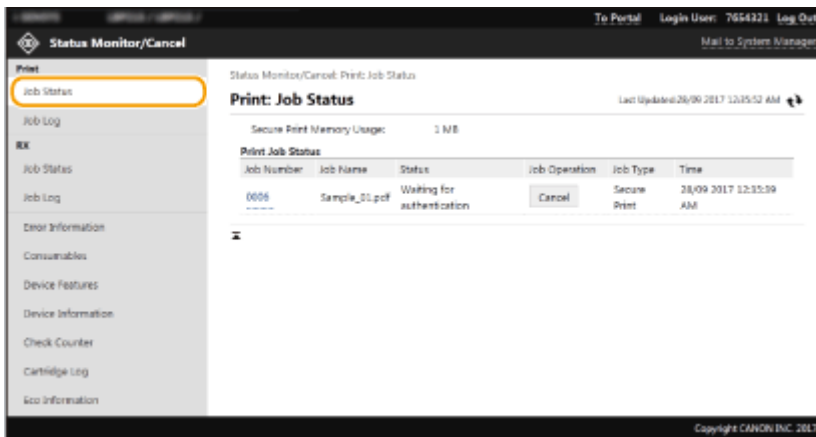 To Portal Login User: 7654321 Log Out
Status Monitor/Cancel
Mail to System Manager
Print
Job Status
Job Log
RX
Job Status
Job Log
Error Information
Consumables
Device Features
Device Information
Check Counter
Cartridge Log
Eco Information
Status Monitor/Cancel: Print: Job Status
Print: Job Status
Last Updated:28/09 2017 12:35:52 AM
Secure Print Memory Usage: 1 MB
Print Job Status
Job Number Job Name Status Job Operation Job Type Time
0006 Sample_01.pdf Waiting for authentication Cancel Secure Print 28/09 2017 12:35:39 AM
Copyright CANON INC. 2017